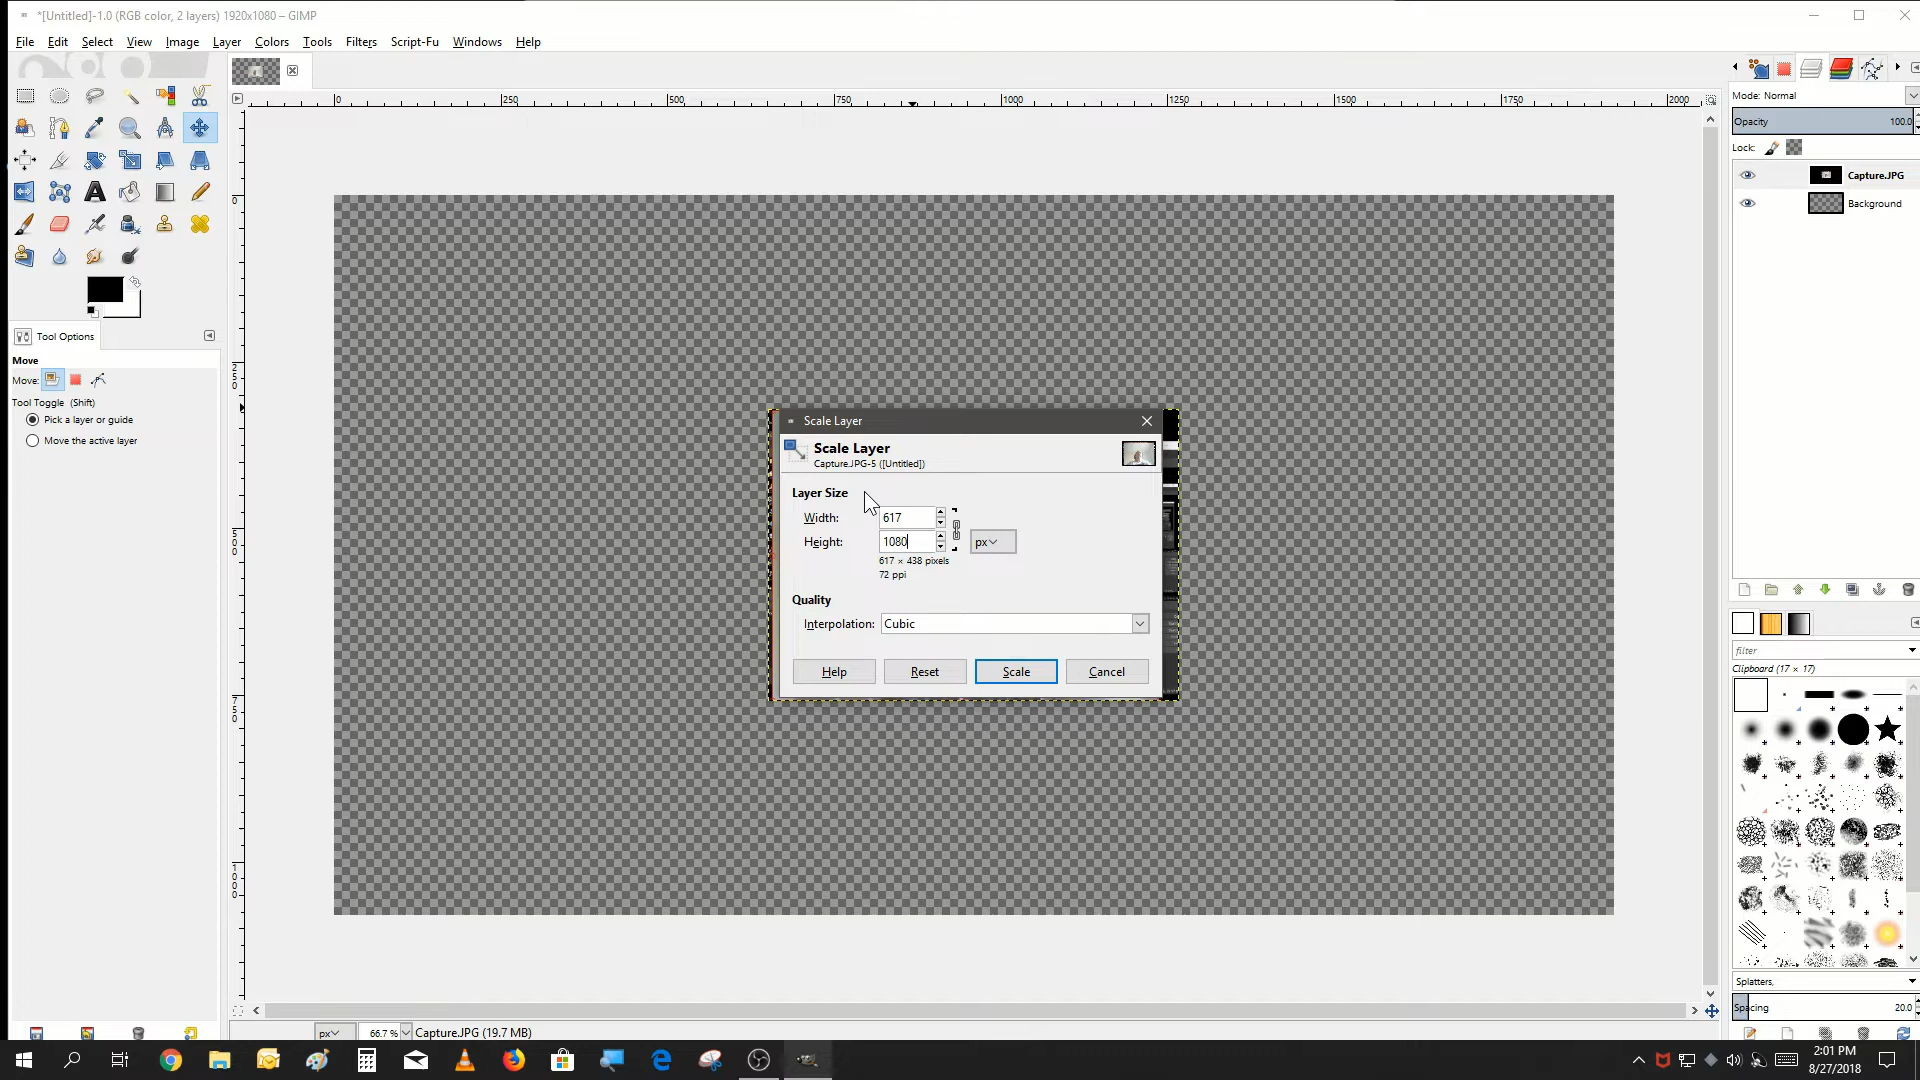 *[Untitled]-1.0 (RGB color, 2 layers) 1920x1080 – GIMP
File Edit Select View Image Layer Colors Tools Filters Script-Fu Windows Help
0 250 500 750 1000 1250 1500 1750 2000
Mode: Normal
Opacity 100.0
Lock:
Capture.JPG
Background
0
250
500
750
1000
Tool Options
Move
Move:
Tool Toggle (Shift)
Pick a layer or guide
Move the active layer
Scale Layer
Scale Layer
Capture.JPG-5 ([Untitled])
Layer Size
Width: 617
Height: 1080 px
617 × 438 pixels
72 ppi
Quality
Interpolation: Cubic
Help Reset Scale Cancel
filter
Clipboard (17 × 17)
Splatters,
Spacing 20.0
px 66.7 % Capture.JPG (19.7 MB)
2:01 PM
8/27/2018